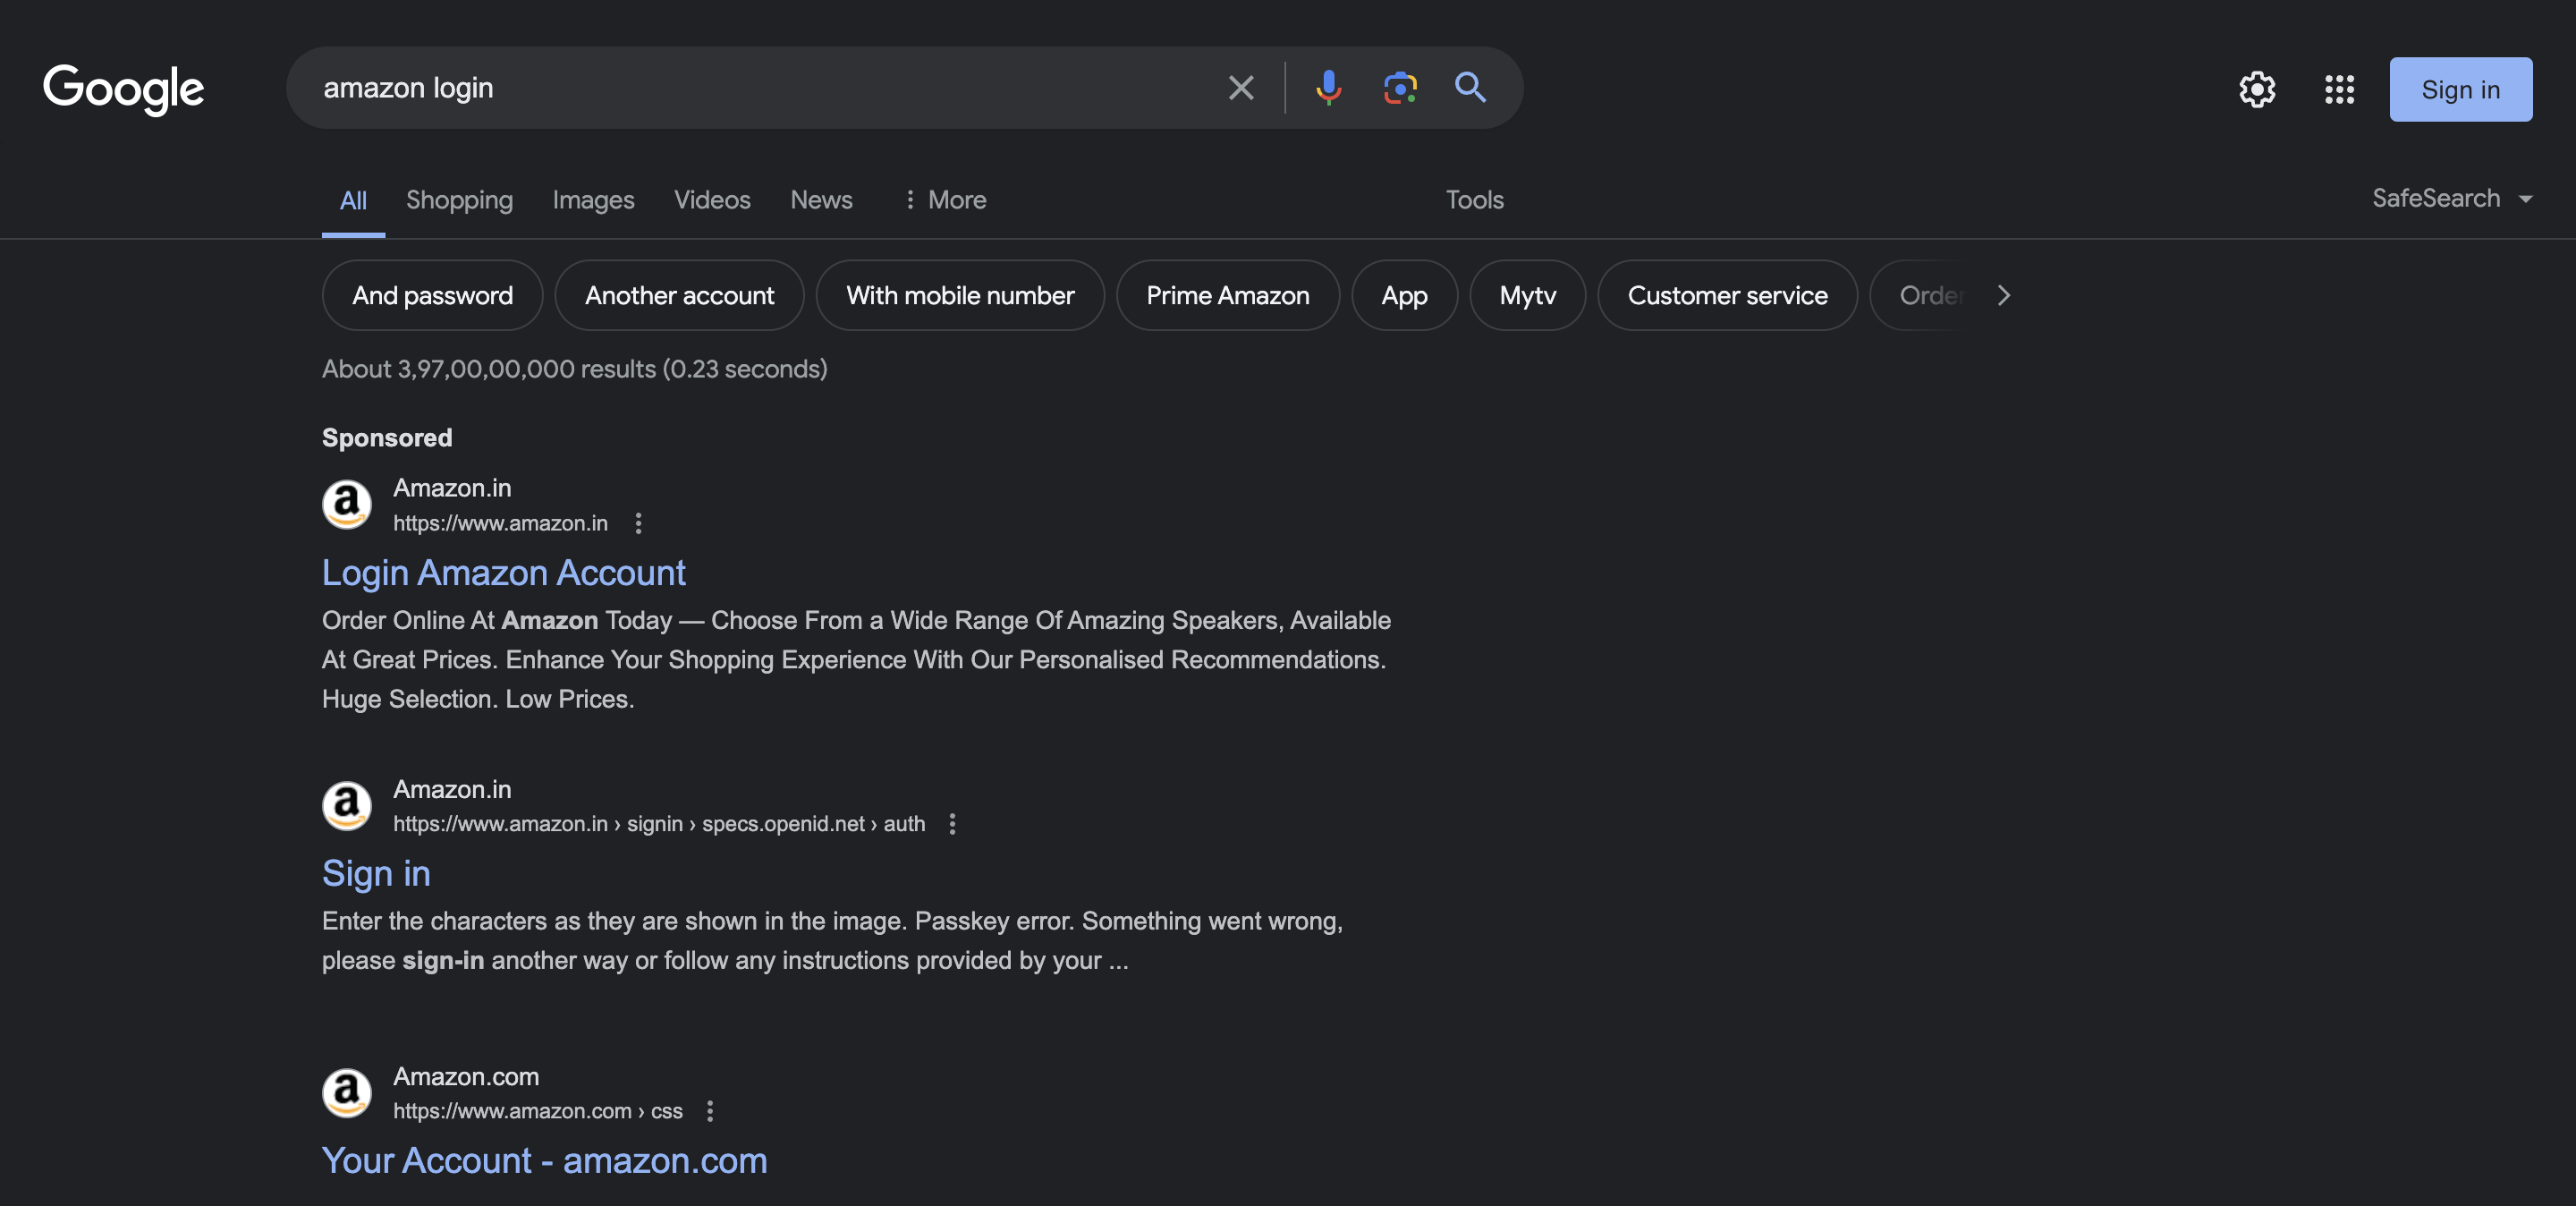 Google
amazon login
Sign in
All
Shopping
Images
Videos
News
More
Tools
SafeSearch
And password
Another account
With mobile number
Prime Amazon
App
Mytv
Customer service
Order
About 3,97,00,00,000 results (0.23 seconds)
Sponsored
Amazon.in
https://www.amazon.in
Login Amazon Account
Order Online At Amazon Today — Choose From a Wide Range Of Amazing Speakers, Available
At Great Prices. Enhance Your Shopping Experience With Our Personalised Recommendations.
Huge Selection. Low Prices.
Amazon.in
https://www.amazon.in › signin › specs.openid.net › auth
Sign in
Enter the characters as they are shown in the image. Passkey error. Something went wrong,
please sign-in another way or follow any instructions provided by your ...
Amazon.com
https://www.amazon.com › css
Your Account - amazon.com